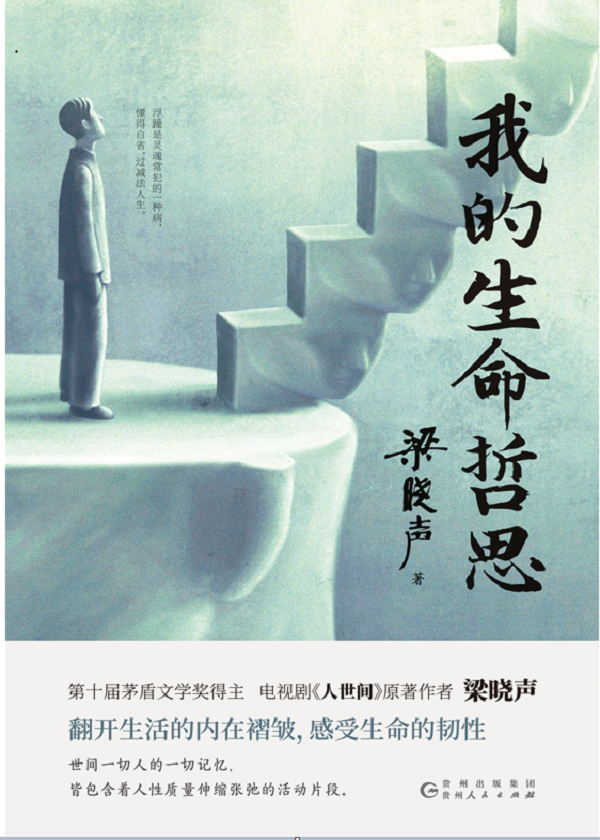 浮躁是灵魂常犯的一种病，
懂得自省，过减法人生。
我的生命哲思
梁晓声 著
第十届茅盾文学奖得主 电视剧《人世间》原著作者 梁晓声
翻开生活的内在褶皱，感受生命的韧性
世间一切人的一切记忆，
皆包含着人性质量伸缩张弛的活动片段。
贵州出版集团
贵州人民出版社